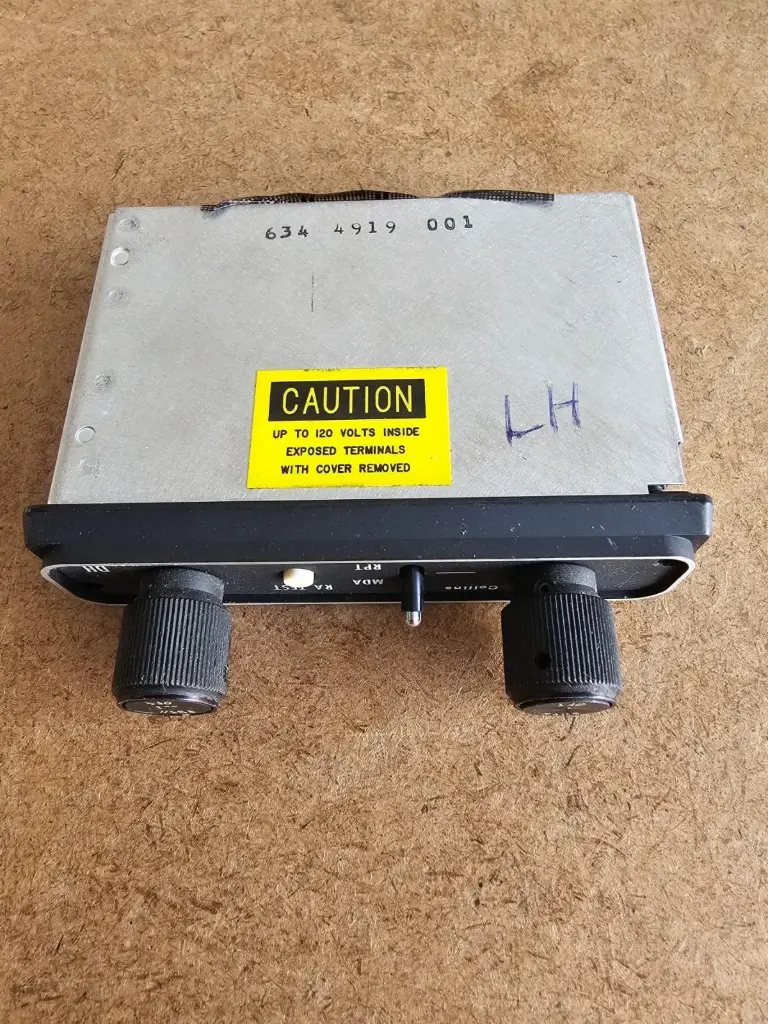 634 4919 001
CAUTION
UP TO 120 VOLTS INSIDE
EXPOSED TERMINALS
WITH COVER REMOVED
LH
Collins
RPT
MDA
RA TEST
DH